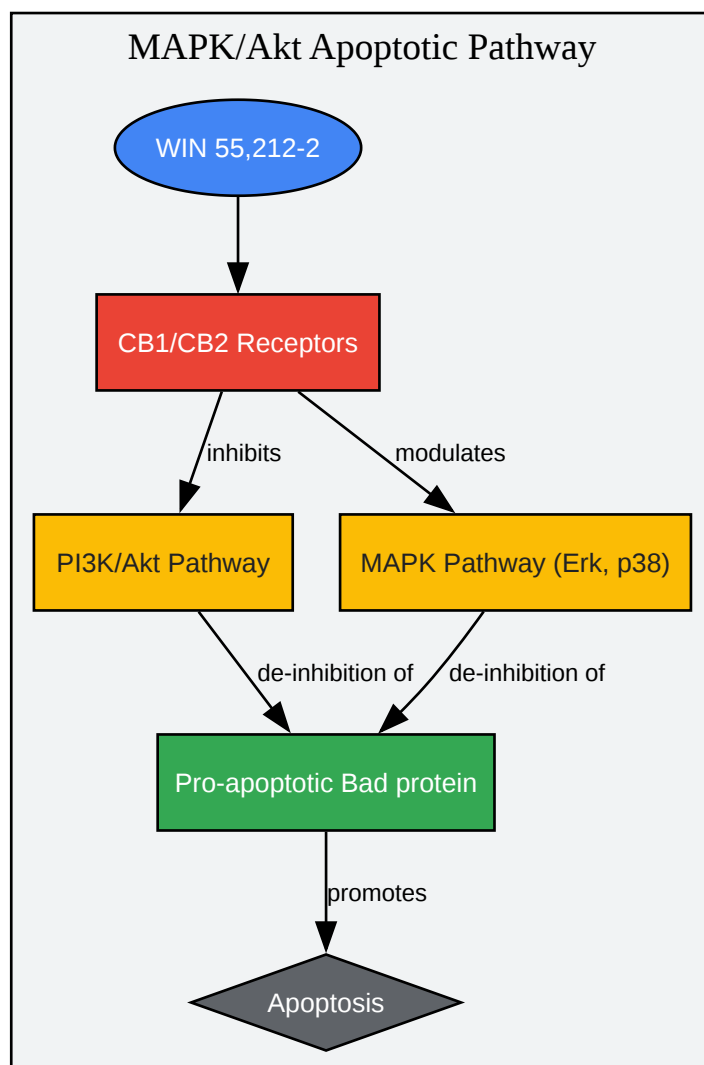 MAPK/Akt Apoptotic Pathway
WIN 55,212-2
CB1/CB2 Receptors
inhibits
modulates
PI3K/Akt Pathway
MAPK Pathway (Erk, p38)
de-inhibition of
de-inhibition of
Pro-apoptotic Bad protein
promotes
Apoptosis